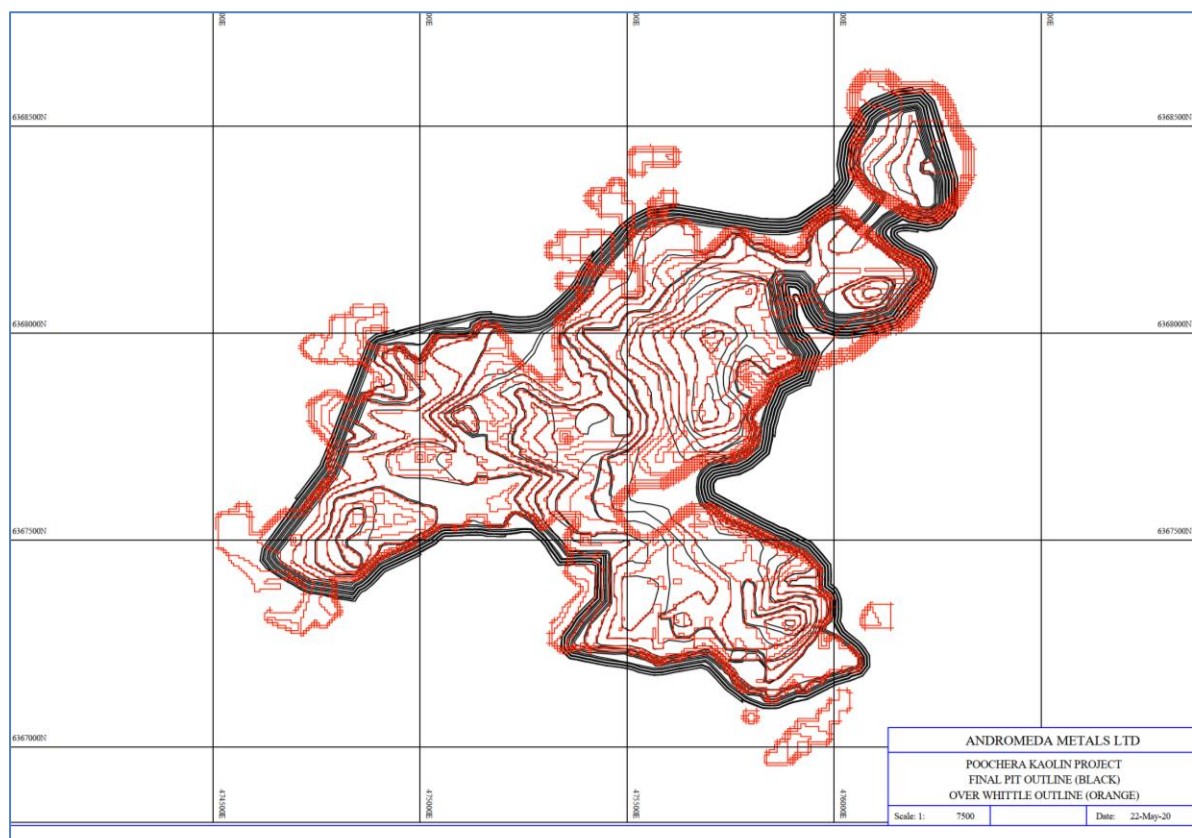 6368500N
6368500N
6368000N
6368000N
6367500N
6367500N
6367000N
474500E
475000E
475500E
476000E
ANDROMEDA METALS LTD
POOCHERA KAOLIN PROJECT
FINAL PIT OUTLINE (BLACK)
OVER WHITTLE OUTLINE (ORANGE)
Scale: 1: 7500 Date: 22-May-20